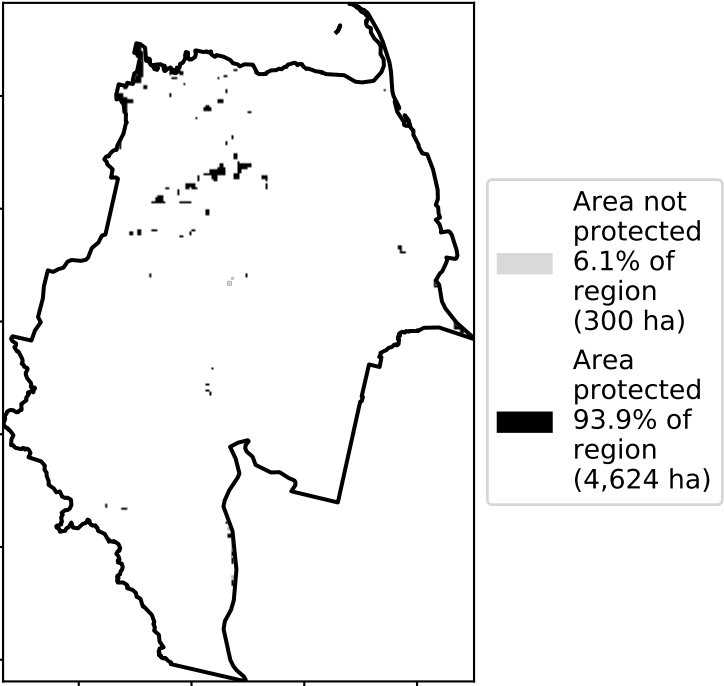 Area not
protected
6.1% of
region
(300 ha)
Area
protected
93.9% of
region
(4,624 ha)